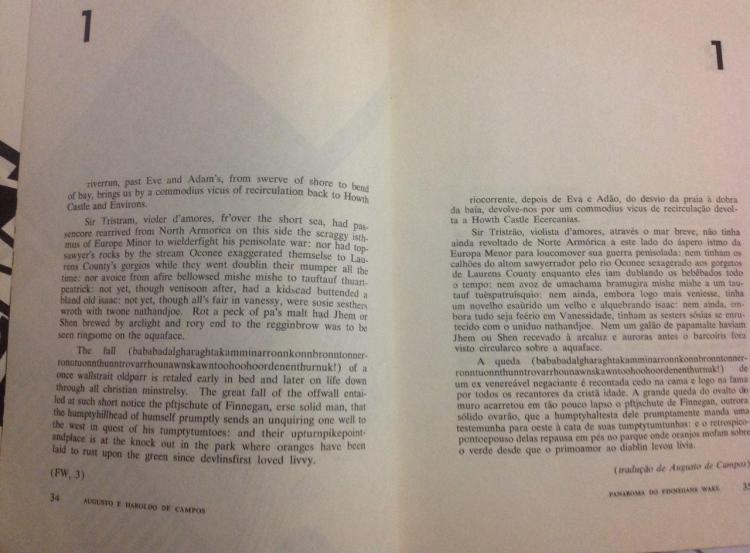 1
riverrun, past Eve and Adam's, from swerve of shore to bend
of bay, brings us by a commodius vicus of recirculation back to Howth
Castle and Environs.
Sir Tristram, violer d'amores, fr'over the short sea, had pas-
sencore rearrived from North Armorica on this side the scraggy isth-
mus of Europe Minor to wielderfight his penisolate war: nor had top-
sawyer's rocks by the stream Oconee exaggerated themselse to Lau-
rens County's gorgios while they went doublin their mumper all the
time: nor avoice from afire bellowsed mishe mishe to tauftauf thuart-
peatrick: not yet, though venisoon after, had a kidscad buttended a
bland old isaac: not yet, though all's fair in vanessy, were sosie sesthers
wroth with twone nathandjoe. Rot a peck of pa's malt had Jhem or
Shen brewed by arclight and rory end to the regginbrow was to be
seen ringsome on the aquaface.
The fall (bababadalgharaghtakamminarronnkonnbronntonner-
ronntuonnthunntrovarrhounawnskawntoohoohoordenenthurnuk!) of a
once wallstrait oldparr is retaled early in bed and later on life down
through all christian minstrelsy. The great fall of the offwall entai-
led at such short notice the pftjschute of Finnegan, erse solid man, that
the humptyhillhead of humself prumptly sends an unquiring one well to
the west in quest of his tumptytumtoes: and their upturnpikepoint-
andplace is at the knock out in the park where oranges have been
laid to rust upon the green since devlinsfirst loved livvy.
(FW, 3)
34 AUGUSTO E HAROLDO DE CAMPOS
1
riocorrente, depois de Eva e Adão, do desvio da praia à dobra
da baía, devolve-nos por um commodius vicus de recirculação devol-
ta a Howth Castle Ecercanias.
Sir Tristrão, violista d'amores, através o mar breve, não tinha
ainda revoltado de Norte Armórica a este lado do áspero istmo da
Europa Menor para loucomover sua guerra penisolada: nem tinham os
calhões do altom sawyerrador pelo rio Oconee sexagerado aos gorgetos
de Laurens County enquanto eles iam dublando os bebêbados todo
o tempo: nem avoz de umachama bramugira mishe mishe a um tau-
tauf tuèspatruísquio: nem ainda, embora logo mais veniesse, tinha
um novelho esaürido um velho e alquebrando isaac: nem ainda, em-
bora tudo seja feério em Vanessidade, tinham as sesters sósias se enru-
tecido com o uniduo nathandjoe. Nem um galão de papamalte haviam
Jhem ou Shen recevado à arcaluz e auroras antes o barcoíris fora
visto circularco sobre a aquaface.
A queda (bababadalgharaghtakamminarronnkonnbronntonner-
ronntuonnthunntrovarrhounawnskawntoohoohoordenenthurnuk!) de
um ex venereável negaciante é recontada cedo na cama e logo na fama
por todos os recantores da cristã idade. A grande queda do ovalto do
muro acarretou em tão pouco lapso o pftjschute de Finnegan, outrora
sólido ovarão, que a humptyhaltesta dele prumptamente manda uma
testemunha para oeste à cata de suas tumptytumtunhas: e o retrospico-
pontoepouso delas repausa em pés no parque onde oranjos mofam sobre
o verde desde que o primoamor ao diablin levou lívia.
(tradução de Augusto de Campos)
PANAROMA DO FINNEGANS WAKE 35